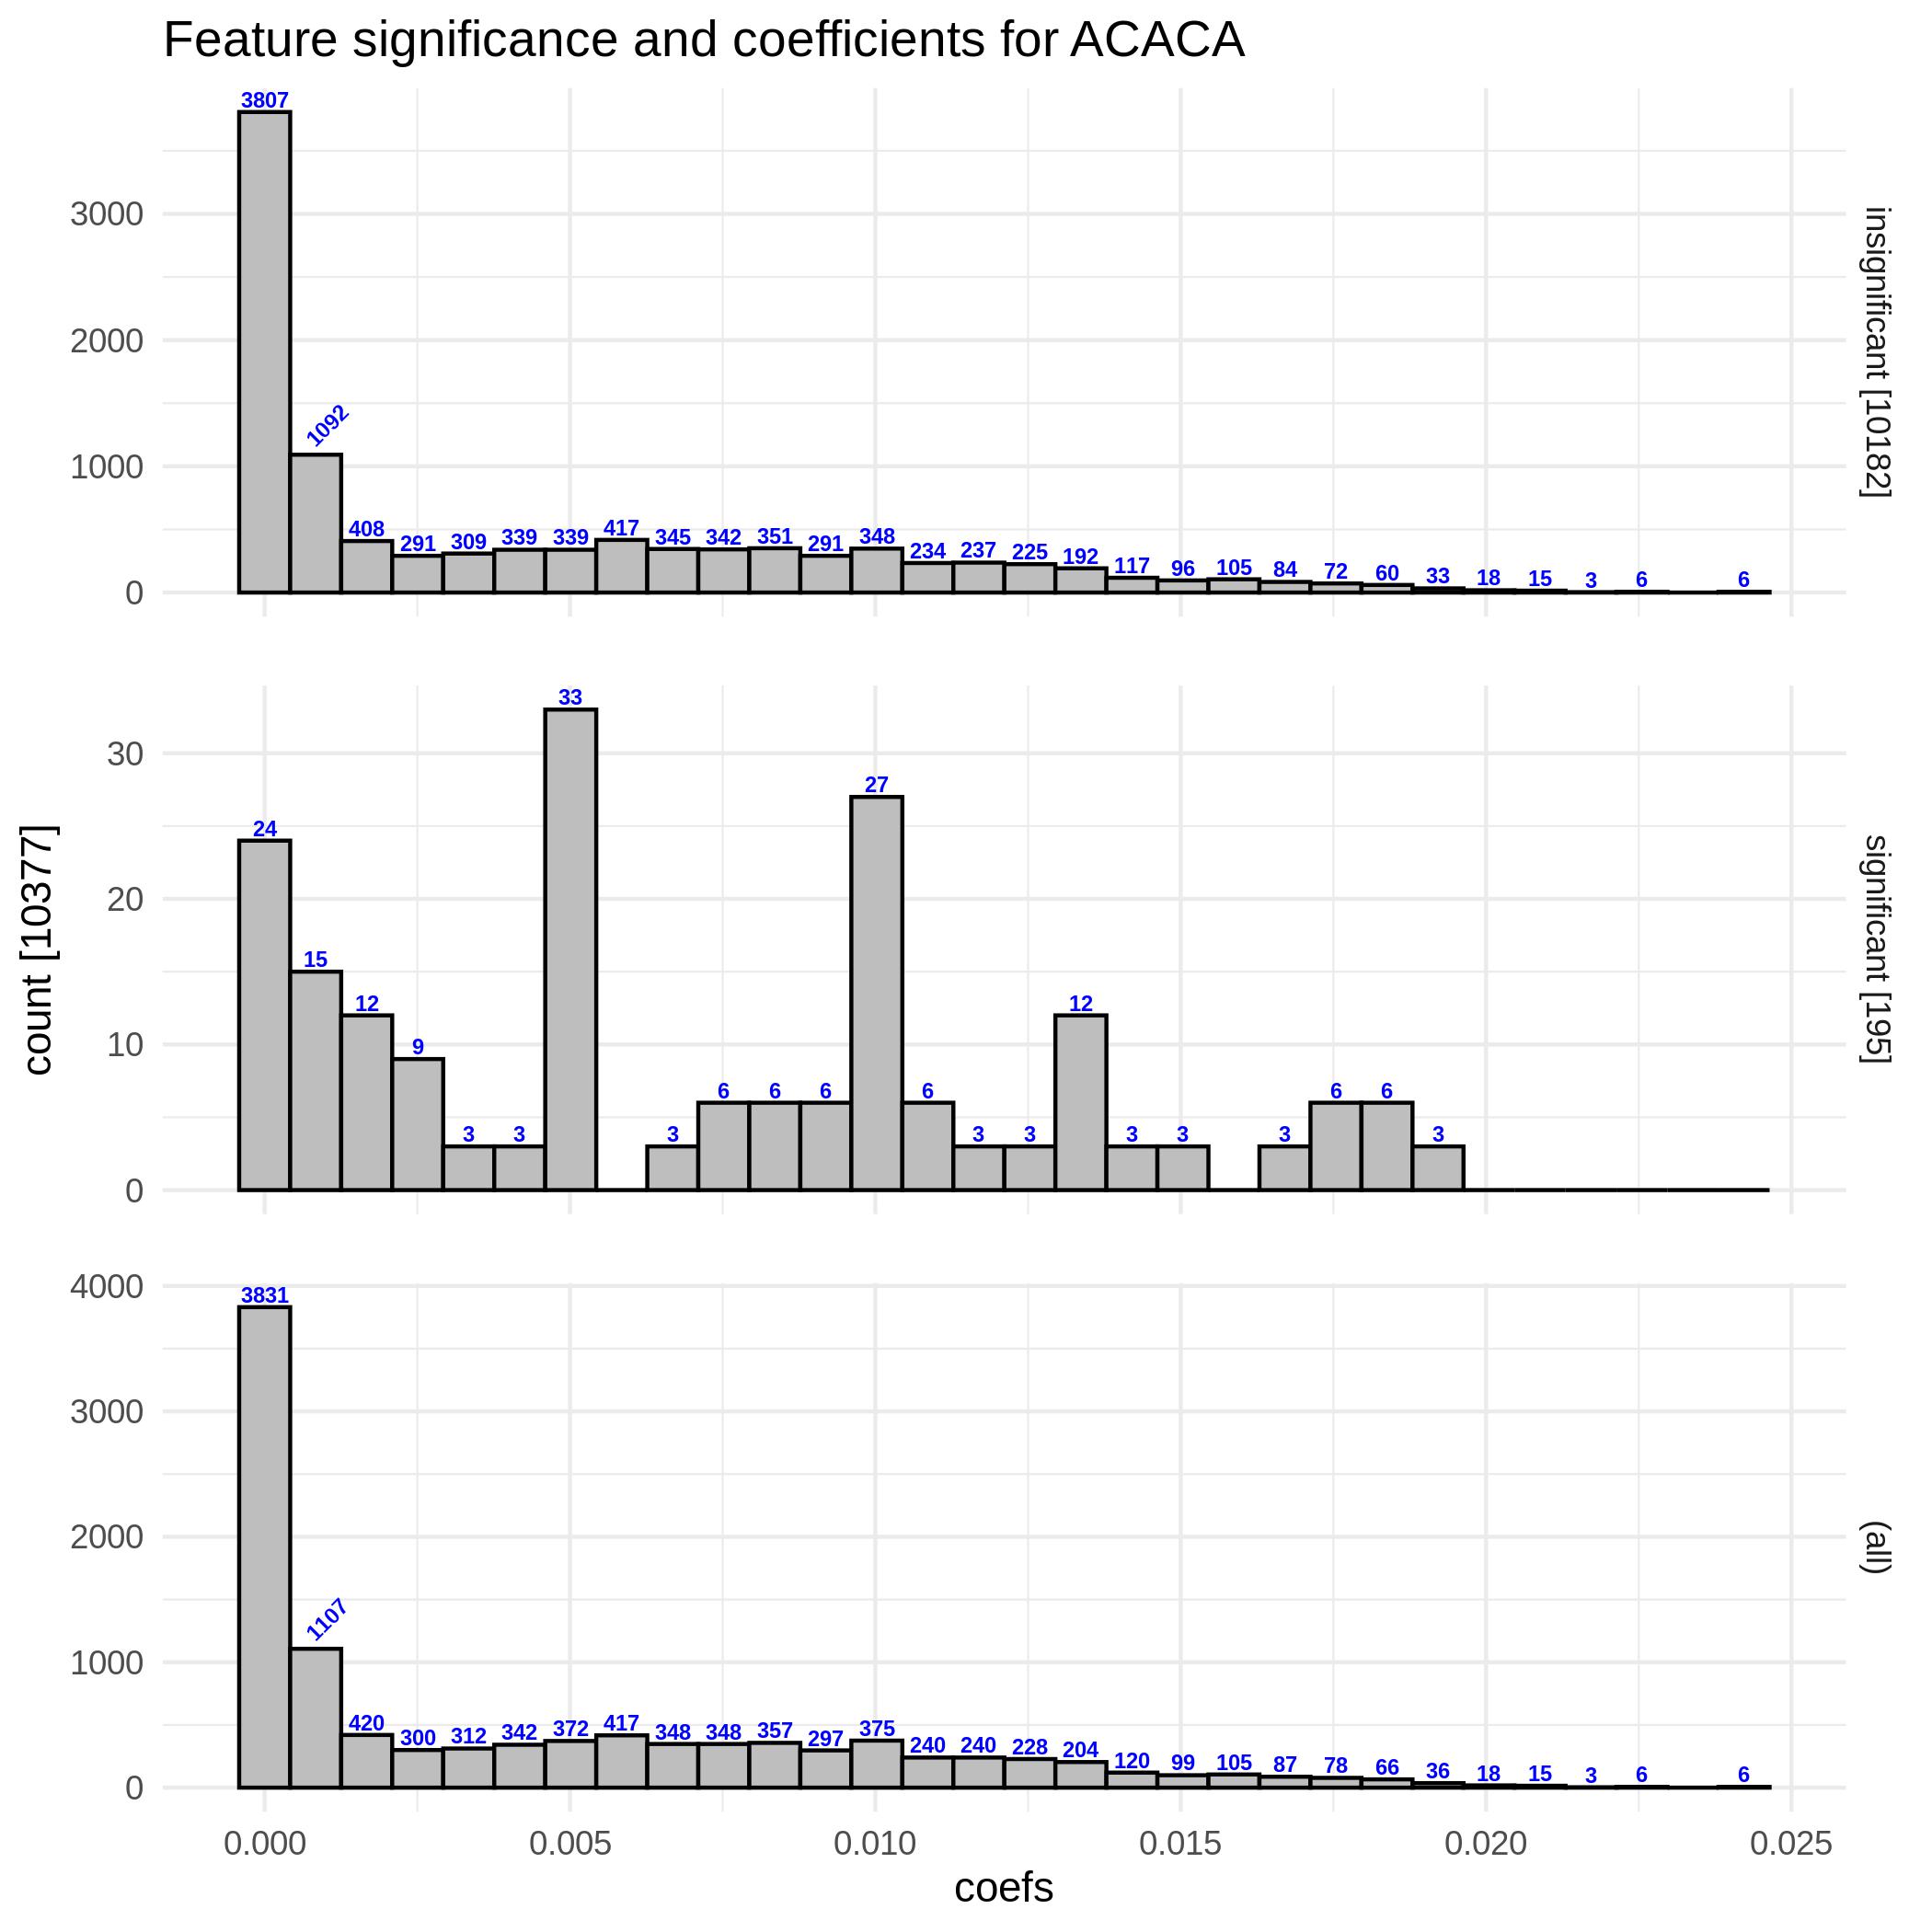 Feature significance and coefficients for ACACA
3807
1092
408 291 309 339 339 417 345 342 351 291 348 234 237 225 192 117 96 105 84 72 60 33 18 15 3 6 6
3000
2000
1000
0
insignificant [10182]
33
27
24
15
12
9
3 3
3 6 6 6
6 3 3
12
3 3
3 6 6 3
30
20
10
0
count [10377]
significant [195]
3831
1107
420 300 312 342 372 417 348 348 357 297 375 240 240 228 204 120 99 105 87 78 66 36 18 15 3 6 6
4000
3000
2000
1000
0
(all)
0.000 0.005 0.010 0.015 0.020 0.025
coefs